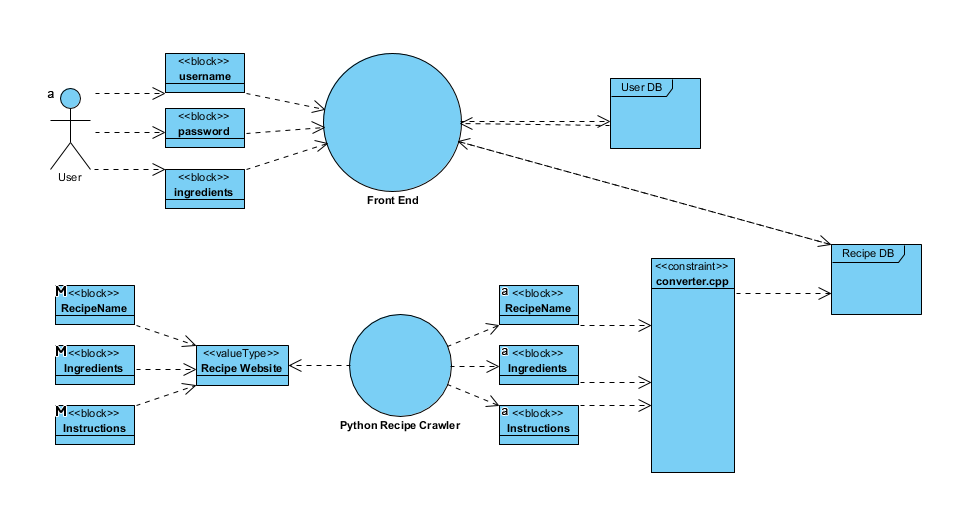 <<block>>
username
a
<<block>>
password
User
<<block>>
ingredients
Front End
User DB
Recipe DB
M <<block>>
RecipeName
M <<block>>
Ingredients
M <<block>>
Instructions
<<valueType>>
Recipe Website
Python Recipe Crawler
a <<block>>
RecipeName
a <<block>>
Ingredients
a <<block>>
Instructions
<<constraint>>
converter.cpp